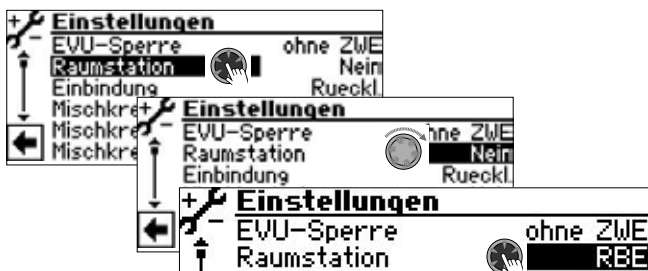 Einstellungen
EVU-Sperre ohne ZWE
Raumstation Nein
Einbindung Rueckl.
Mischkre
Mischkre
Mischkre
Einstellungen
EVU-Sperre hne ZWE
Raumstation Nein
Einbindung Rueckl.
Einstellungen
EVU-Sperre ohne ZWE
Raumstation RBE